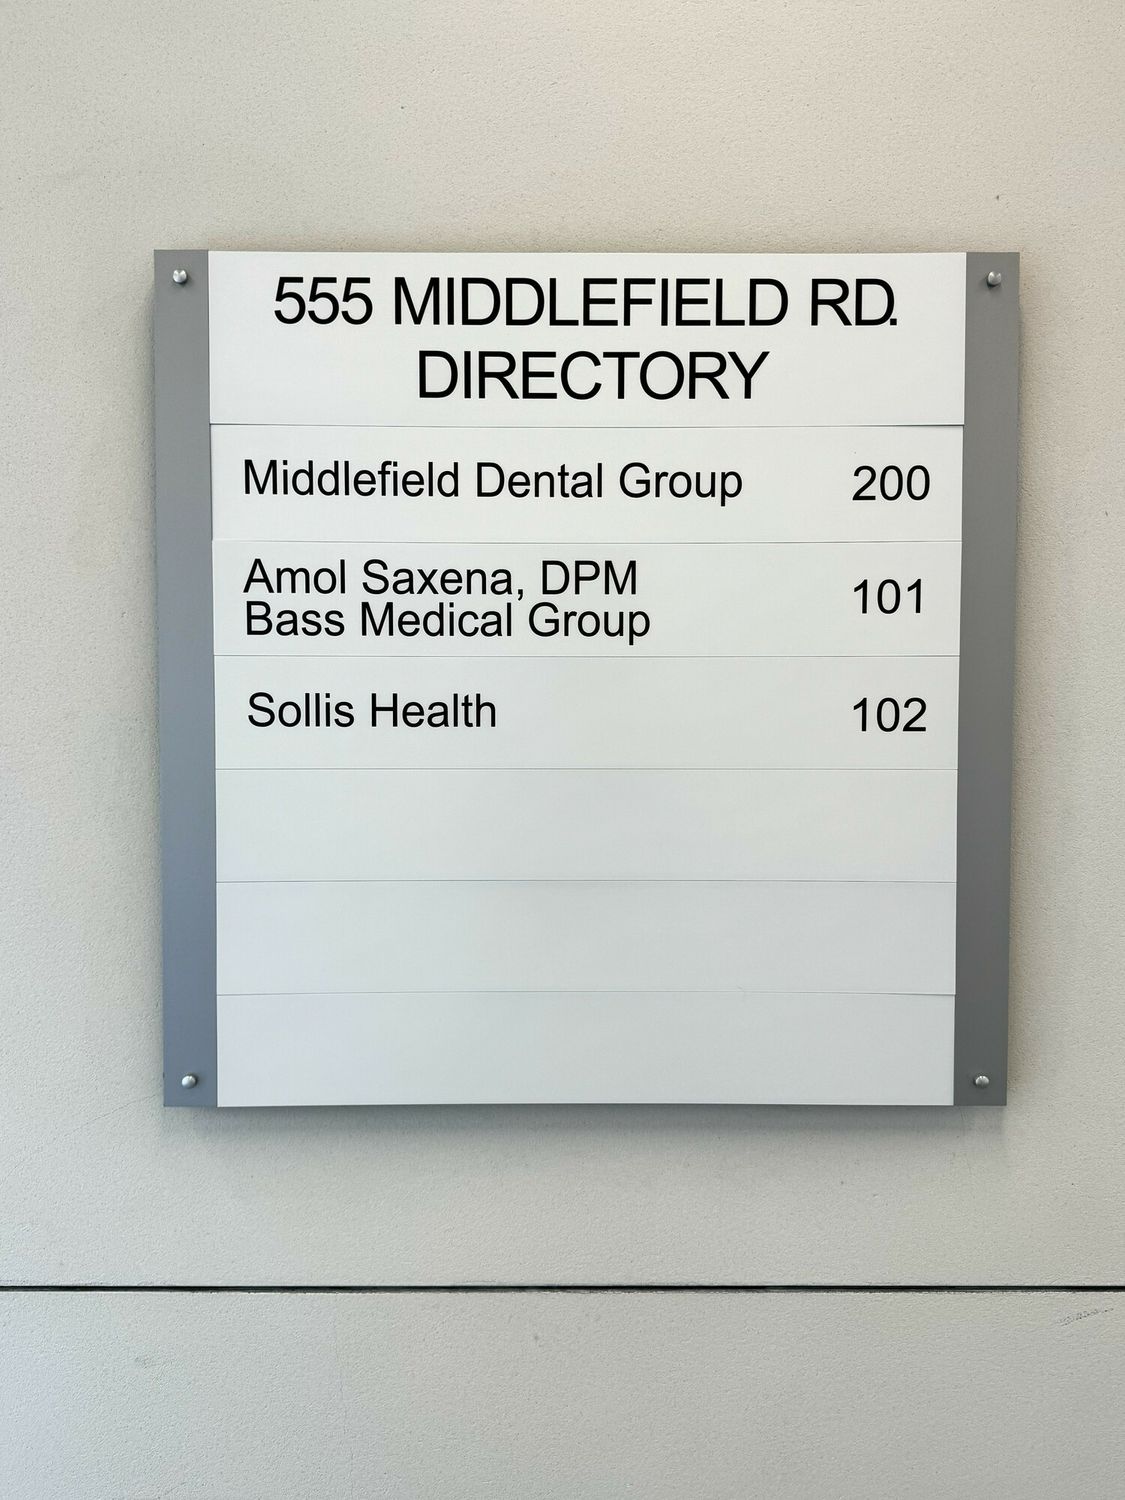 555 MIDDLEFIELD RD.
DIRECTORY
Middlefield Dental Group 200
Amol Saxena, DPM
Bass Medical Group 101
Sollis Health 102